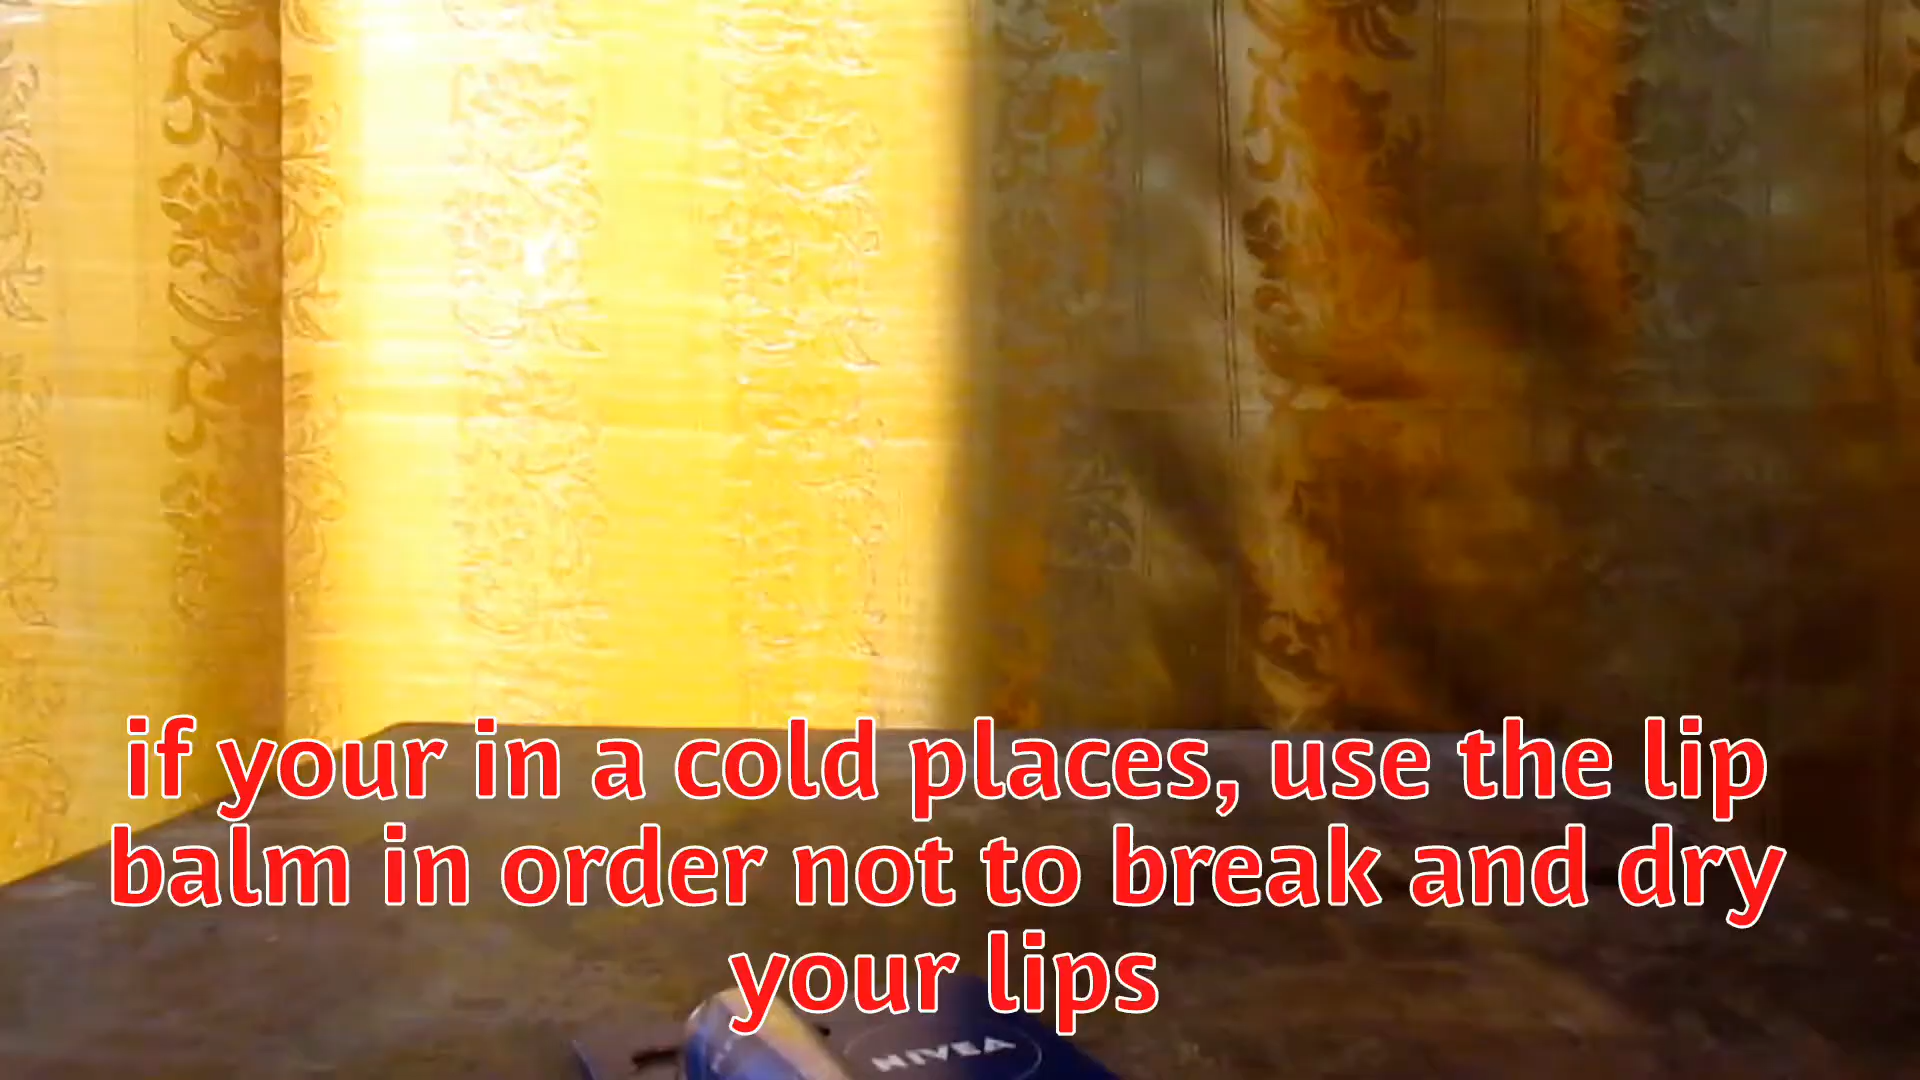 if your in a cold places, use the lip
balm in order not to break and dry
your lips
NIVEA